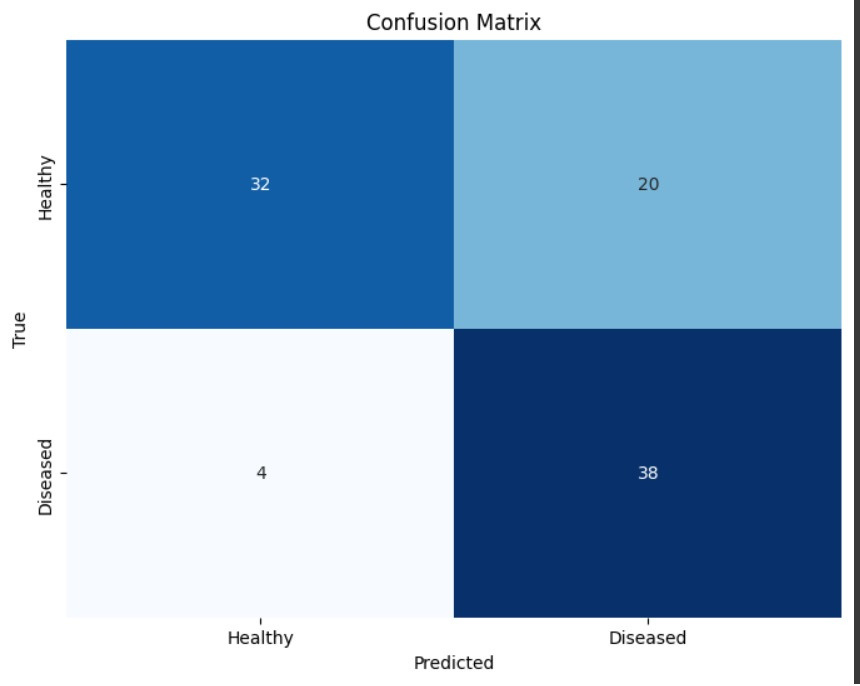 Confusion Matrix
Healthy
32
20
True
Diseased
4
38
Healthy
Diseased
Predicted